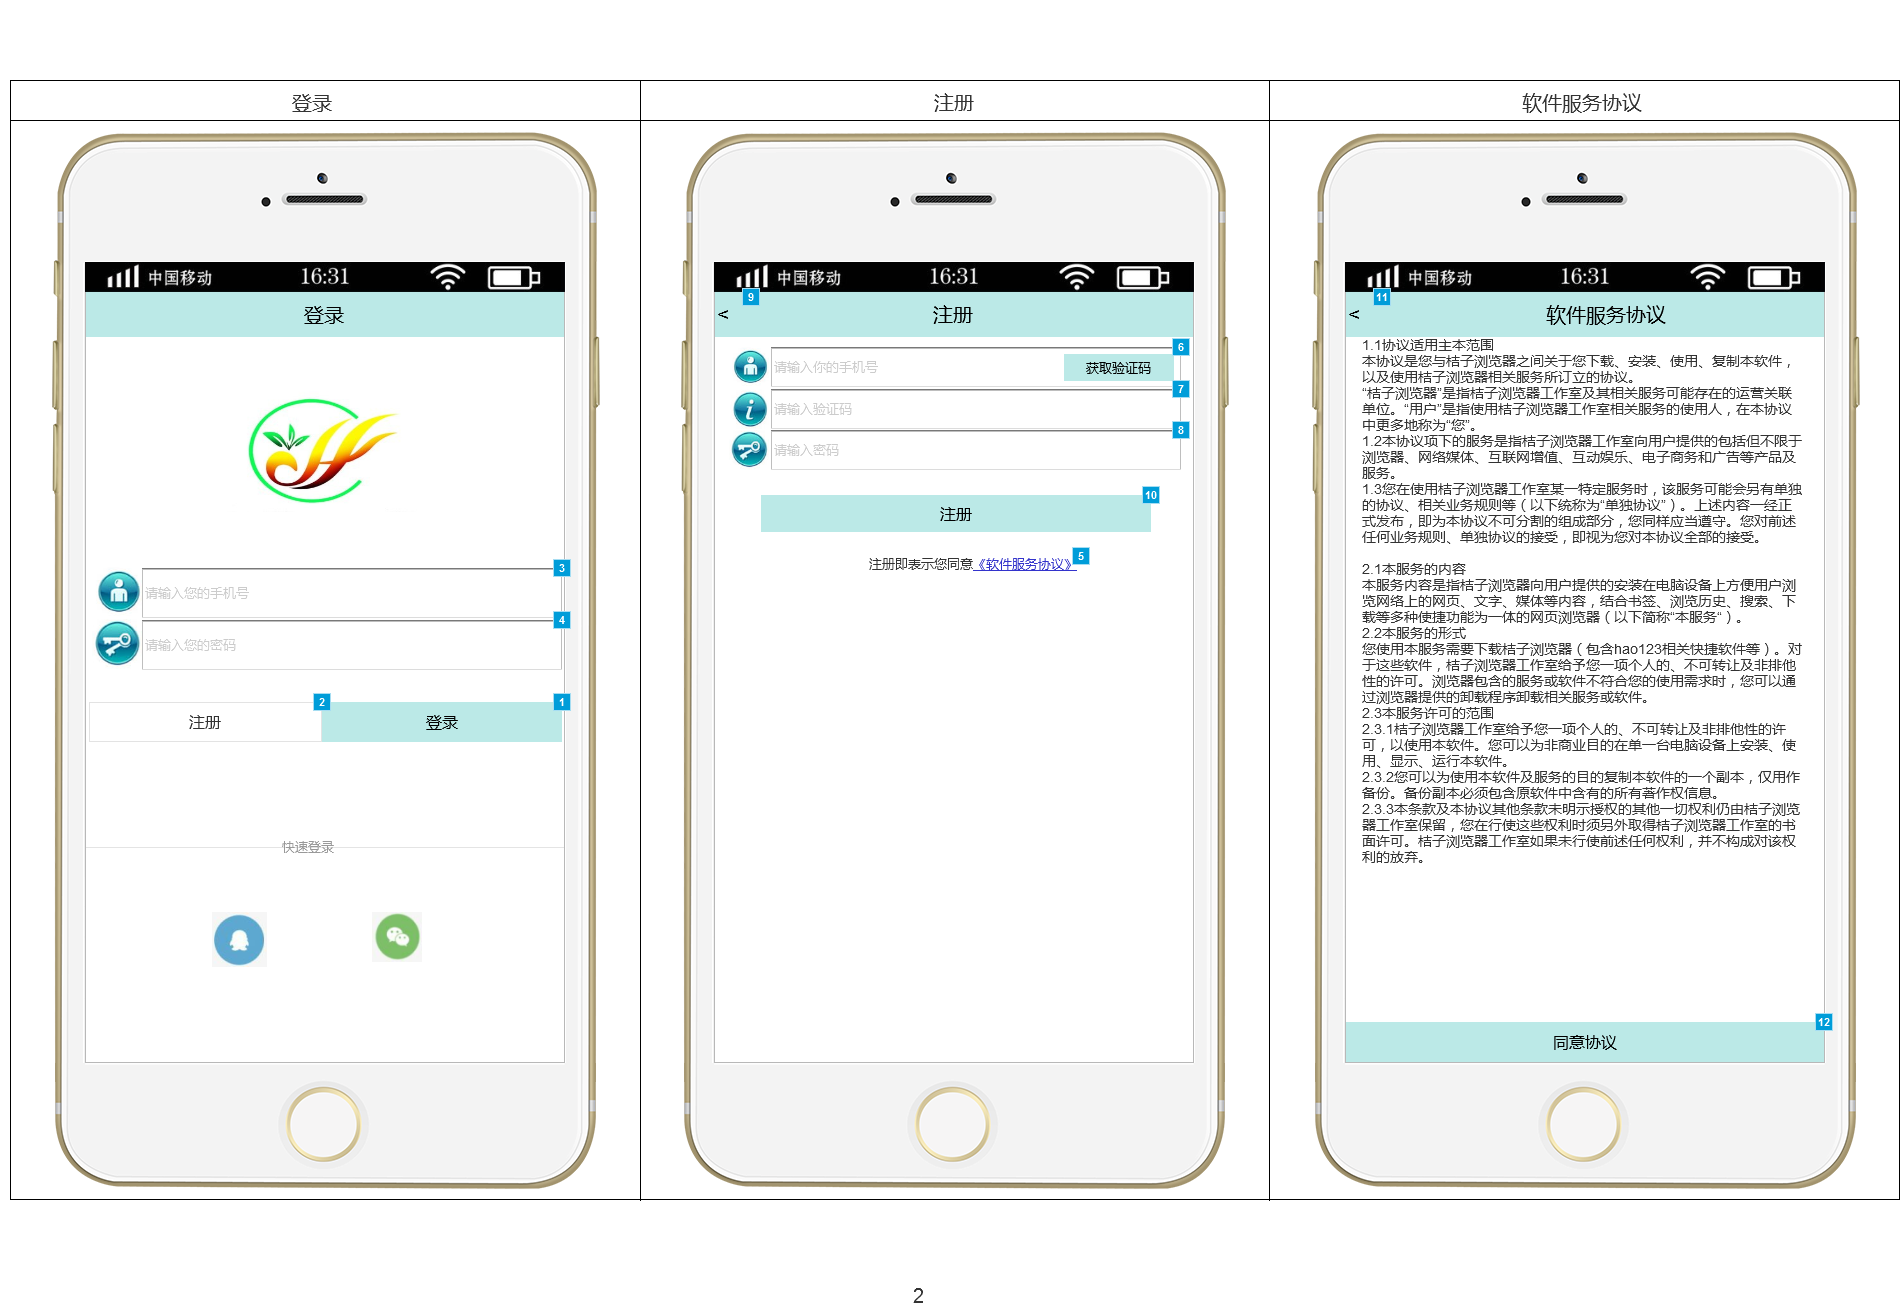 登录
注册
软件服务协议
中国移动 16:31
登录
请输入您的手机号
3
请输入您的密码
4
注册
2
登录
1
快速登录
中国移动 16:31
9
< 注册
请输入你的手机号
获取验证码
6
请输入验证码
7
请输入密码
8
注册
10
注册即表示您同意《软件服务协议》
5
中国移动 16:31
11
< 软件服务协议
1.1协议适用主本范围
本协议是您与桔子浏览器之间关于您下载、安装、使用、复制本软件，
以及使用桔子浏览器相关服务所订立的协议。
“桔子浏览器”是指桔子浏览器工作室及其相关服务可能存在的运营关联
单位。“用户”是指使用桔子浏览器工作室相关服务的使用人，在本协议
中更多地称为“您”。
1.2本协议项下的服务是指桔子浏览器工作室向用户提供的包括但不限于
浏览器、网络媒体、互联网增值、互动娱乐、电子商务和广告等产品及
服务。
1.3您在使用桔子浏览器工作室某一特定服务时，该服务可能会另有单独
的协议、相关业务规则等（以下统称为“单独协议”）。上述内容一经正
式发布，即为本协议不可分割的组成部分，您同样应当遵守。您对前述
任何业务规则、单独协议的接受，即视为您对本协议全部的接受。
2.1本服务的内容
本服务内容是指桔子浏览器向用户提供的安装在电脑设备上方便用户浏
览网络上的网页、文字、媒体等内容，结合书签、浏览历史、搜索、下
载等多种使捷功能为一体的网页浏览器（以下简称“本服务“）。
2.2本服务的形式
您使用本服务需要下载桔子浏览器（包含hao123相关快捷软件等）。对
于这些软件，桔子浏览器工作室给予您一项个人的、不可转让及非排他
性的许可。浏览器包含的服务或软件不符合您的使用需求时，您可以通
过浏览器提供的卸载程序卸载相关服务或软件。
2.3本服务许可的范围
2.3.1桔子浏览器工作室给予您一项个人的、不可转让及非排他性的许
可，以使用本软件。您可以为非商业目的在单一台电脑设备上安装、使
用、显示、运行本软件。
2.3.2您可以为使用本软件及服务的目的复制本软件的一个副本，仅用作
备份。备份副本必须包含原软件中含有的所有著作权信息。
2.3.3本条款及本协议其他条款未明示授权的其他一切权利仍由桔子浏览
器工作室保留，您在行使这些权利时须另外取得桔子浏览器工作室的书
面许可。桔子浏览器工作室如果未行使前述任何权利，并不构成对该权
利的放弃。
同意协议
12
2